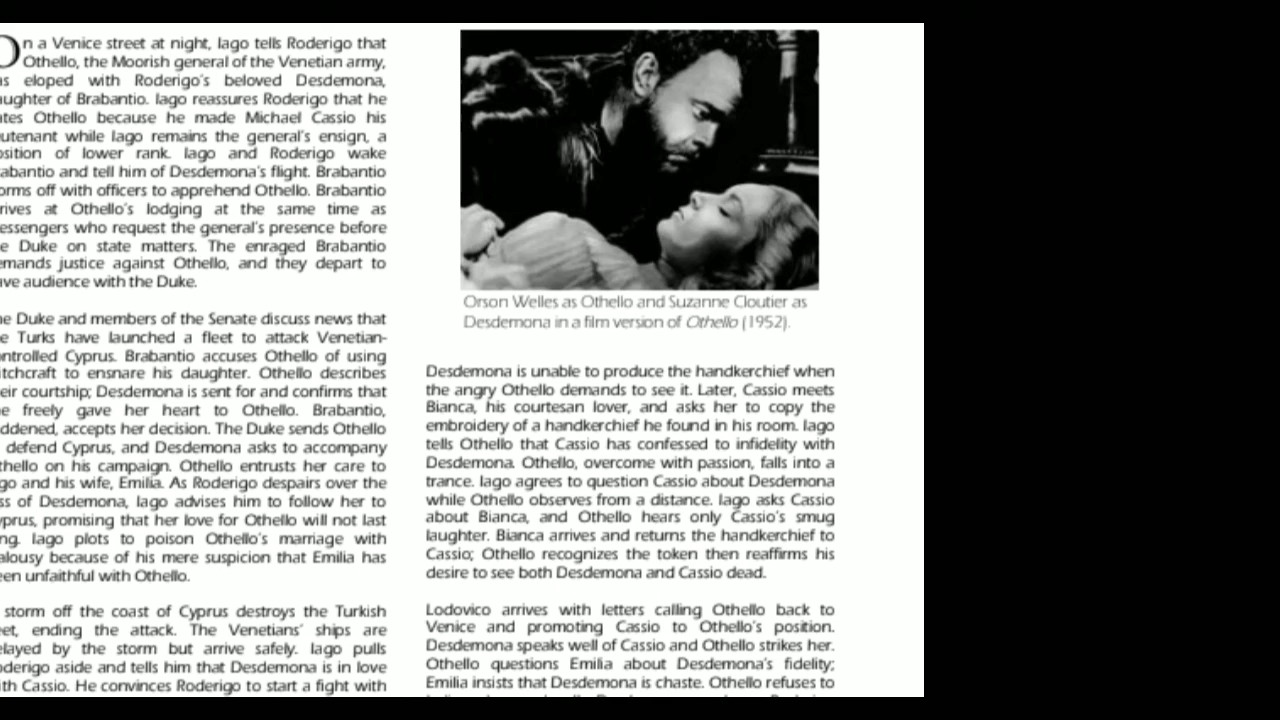 On a Venice street at night, Iago tells Roderigo that
Othello, the Moorish general of the Venetian army,
as eloped with Roderigo's beloved Desdemona,
aughter of Brabantio. Iago reassures Roderigo that he
ates Othello because he made Michael Cassio his
eutenant while Iago remains the general's ensign, a
osition of lower rank. Iago and Roderigo wake
rabantio and tell him of Desdemona's flight. Brabantio
orms off with officers to apprehend Othello. Brabantio
rives at Othello's lodging at the same time as
essengers who request the general's presence before
e Duke on state matters. The enraged Brabantio
emands justice against Othello, and they depart to
ave audience with the Duke.
he Duke and members of the Senate discuss news that
e Turks have launched a fleet to attack Venetian-
ntrolled Cyprus. Brabantio accuses Othello of using
itchcraft to ensnare his daughter. Othello describes
eir courtship; Desdemona is sent for and confirms that
e freely gave her heart to Othello. Brabantio,
ddened, accepts her decision. The Duke sends Othello
defend Cyprus, and Desdemona asks to accompany
thello on his campaign. Othello entrusts her care to
go and his wife, Emilia. As Roderigo despairs over the
ss of Desdemona, Iago advises him to follow her to
yprus, promising that her love for Othello will not last
ng. Iago plots to poison Othello's marriage with
alousy because of his mere suspicion that Emilia has
een unfaithful with Othello.
storm off the coast of Cyprus destroys the Turkish
eet, ending the attack. The Venetians' ships are
elayed by the storm but arrive safely. Iago pulls
oderigo aside and tells him that Desdemona is in love
ith Cassio. He convinces Roderigo to start a fight with
Orson Welles as Othello and Suzanne Cloutier as
Desdemona in a film version of Othello (1952).
Desdemona is unable to produce the handkerchief when
the angry Othello demands to see it. Later, Cassio meets
Bianca, his courtesan lover, and asks her to copy the
embroidery of a handkerchief he found in his room. Iago
tells Othello that Cassio has confessed to infidelity with
Desdemona. Othello, overcome with passion, falls into a
trance. Iago agrees to question Cassio about Desdemona
while Othello observes from a distance. Iago asks Cassio
about Bianca, and Othello hears only Cassio's smug
laughter. Bianca arrives and returns the handkerchief to
Cassio; Othello recognizes the token then reaffirms his
desire to see both Desdemona and Cassio dead.
Lodovico arrives with letters calling Othello back to
Venice and promoting Cassio to Othello's position.
Desdemona speaks well of Cassio and Othello strikes her.
Othello questions Emilia about Desdemona's fidelity;
Emilia insists that Desdemona is chaste. Othello refuses to